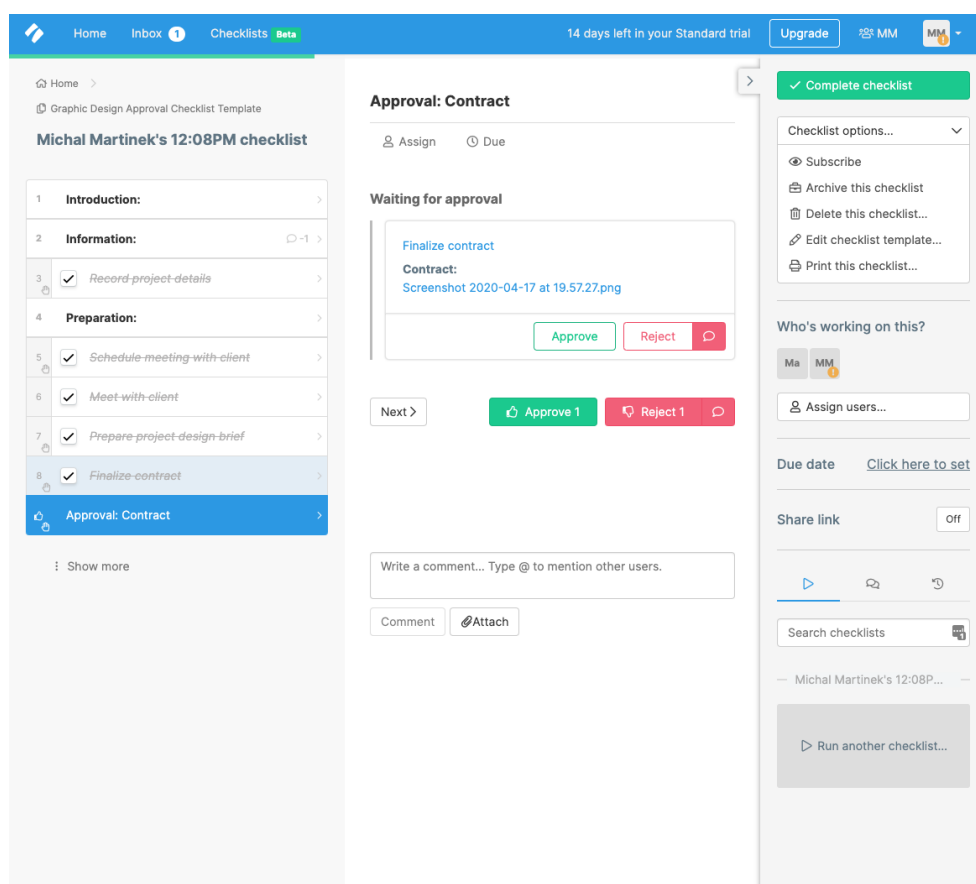 Home Inbox 1 Checklists Beta 14 days left in your Standard trial Upgrade MM MM
Home
Graphic Design Approval Checklist Template
Michal Martinek's 12:08PM checklist
1 Introduction:
2 Information: -1
3 Record project details
4 Preparation:
5 Schedule meeting with client
6 Meet with client
7 Prepare project design brief
8 Finalize contract
Approval: Contract
Show more
Approval: Contract
Assign Due
Waiting for approval
Finalize contract
Contract:
Screenshot 2020-04-17 at 19.57.27.png
Approve Reject
Next Approve 1 Reject 1
Write a comment... Type @ to mention other users.
Comment Attach
Complete checklist
Checklist options...
Subscribe
Archive this checklist
Delete this checklist...
Edit checklist template...
Print this checklist...
Who's working on this?
Ma MM
Assign users...
Due date Click here to set
Share link Off
Search checklists 1
Michal Martinek's 12:08P...
Run another checklist...